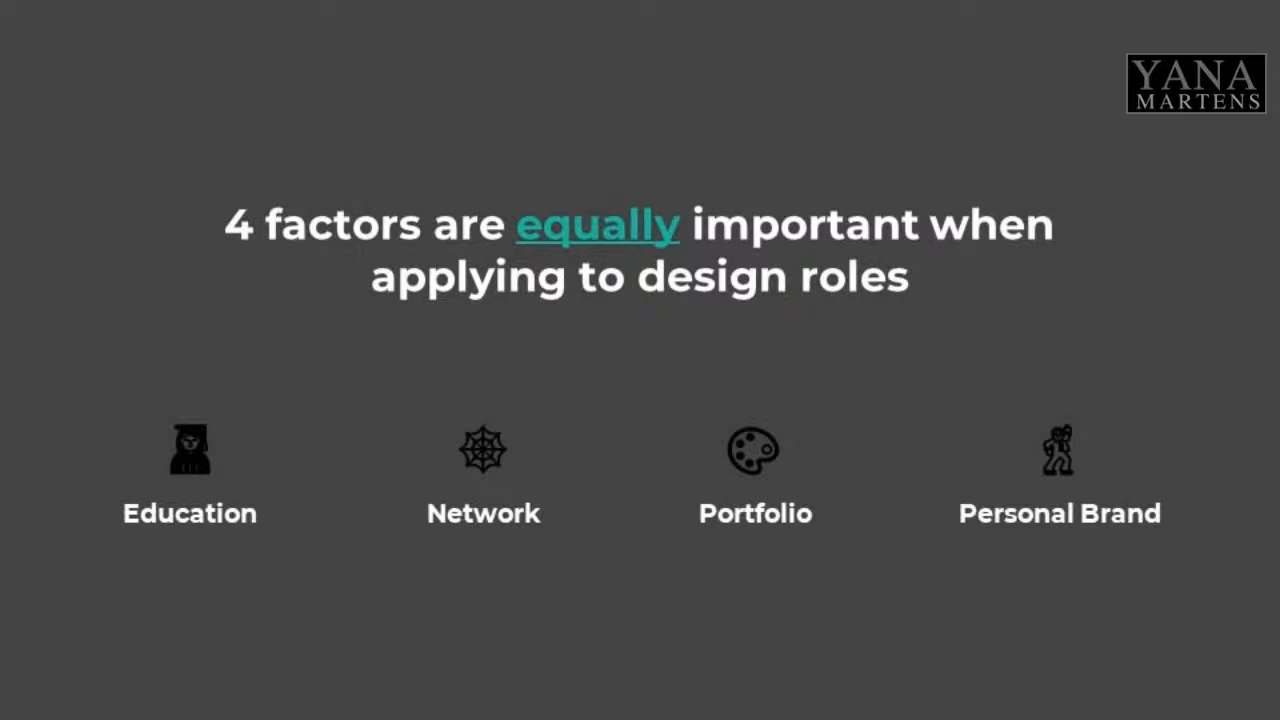 YANA
MARTENS
4 factors are equally important when
applying to design roles
Education
Network
Portfolio
Personal Brand